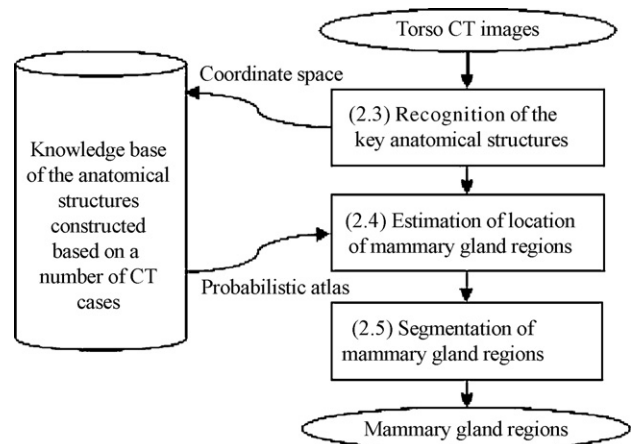 Torso CT images
Coordinate space
(2.3) Recognition of the
key anatomical structures
Knowledge base
of the anatomical
structures
constructed
based on a
number of CT
cases
(2.4) Estimation of location
of mammary gland regions
Probabilistic atlas
(2.5) Segmentation of
mammary gland regions
Mammary gland regions